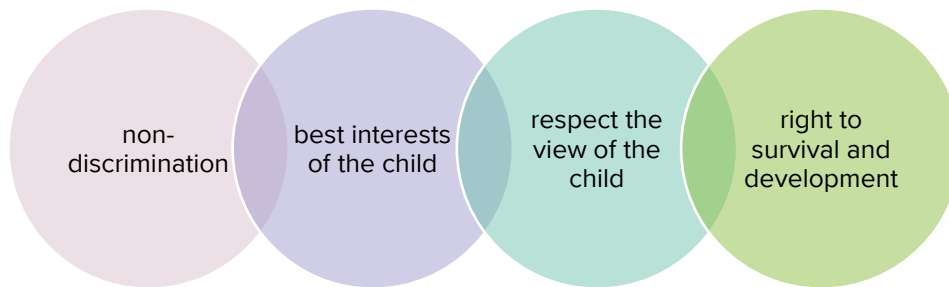 non-
discrimination
best interests
of the child
respect the
view of the
child
right to
survival and
development